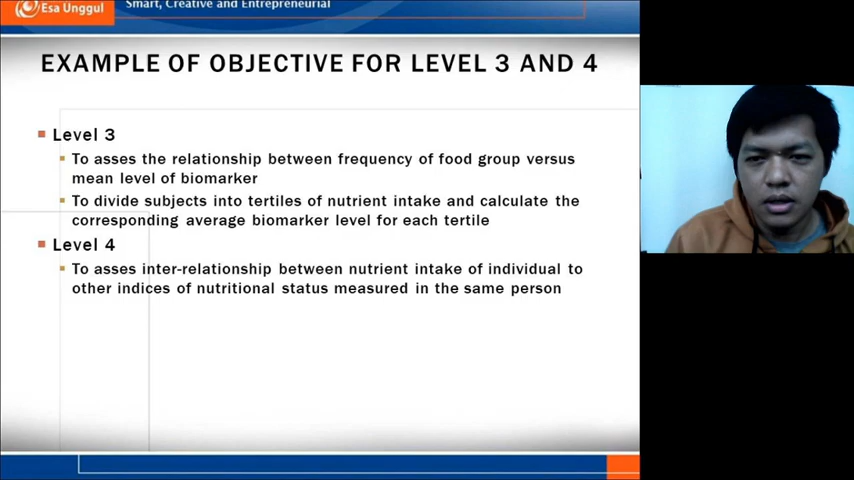 Esa Unggul
Smart, Creative and Entrepreneurial
EXAMPLE OF OBJECTIVE FOR LEVEL 3 AND 4
Level 3
To asses the relationship between frequency of food group versus
mean level of biomarker
To divide subjects into tertiles of nutrient intake and calculate the
corresponding average biomarker level for each tertile
Level 4
To asses inter-relationship between nutrient intake of individual to
other indices of nutritional status measured in the same person